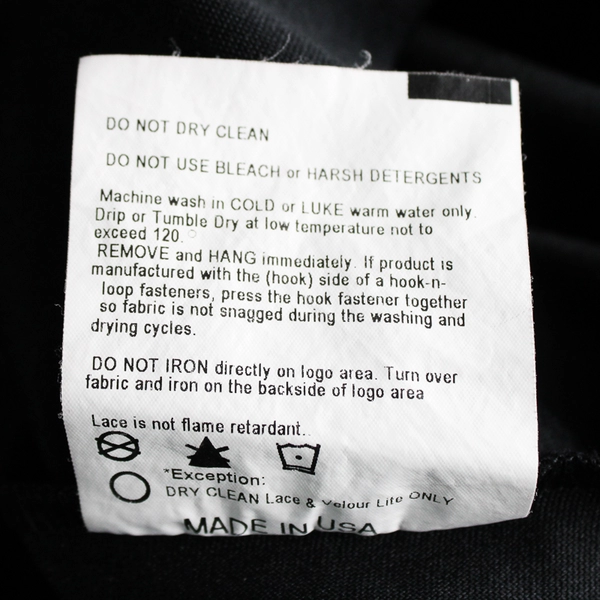 DO NOT DRY CLEAN
DO NOT USE BLEACH or HARSH DETERGENTS
Machine wash in COLD or LUKE warm water only.
Drip or Tumble Dry at low temperature not to
exceed 120.
REMOVE and HANG immediately. If product is
manufactured with the (hook) side of a hook-n-
loop fasteners, press the hook fastener together
so fabric is not snagged during the washing and
drying cycles.
DO NOT IRON directly on logo area. Turn over
fabric and iron on the backside of logo area
Lace is not flame retardant..
*Exception:
DRY CLEAN Lace & Velour Lite ONLY
MADE IN USA